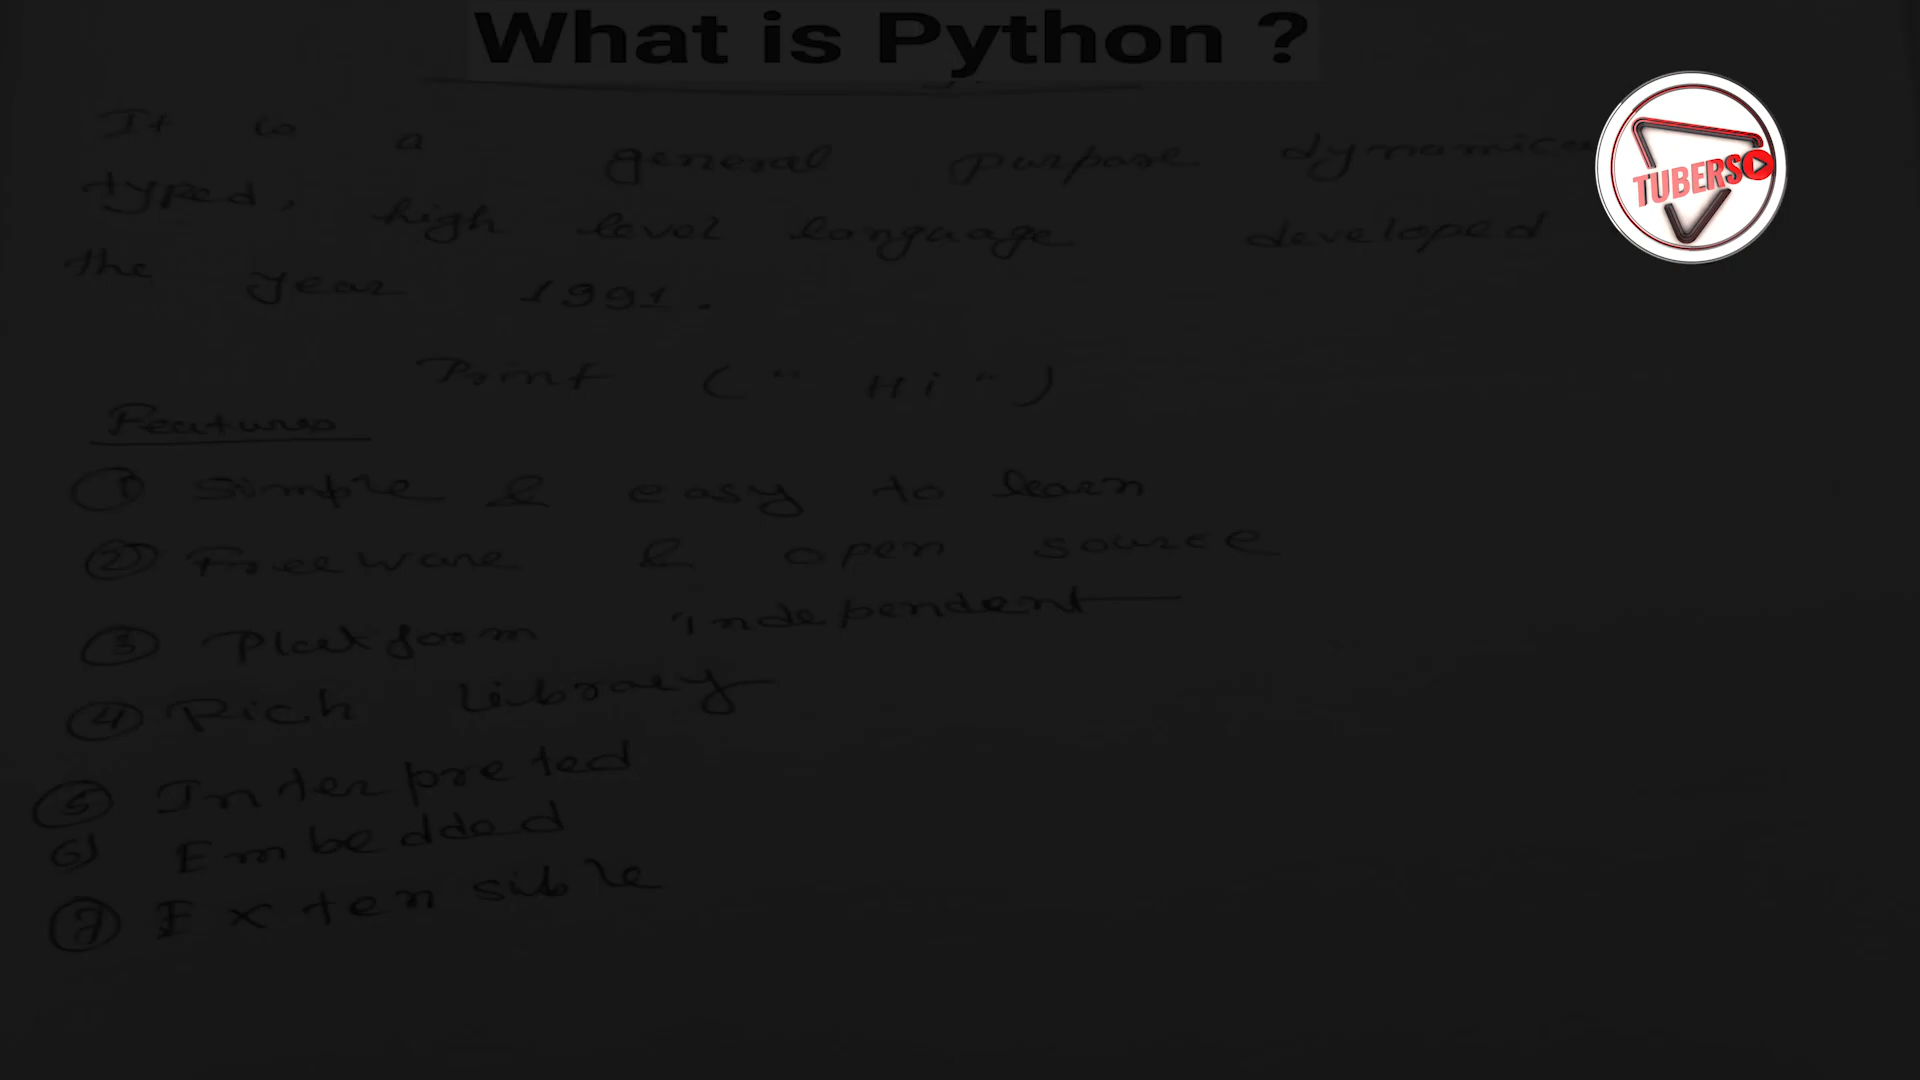 What is Python ?
It is a general purpose dynamica
typed, high level language developed
the year 1991.
Print (" Hi ")
Features
① Simple & easy to learn
② Freeware & open source
③ Platform independent
④ Rich Library
⑤ Interpreted
6) Embedded
⑦ Extensible
TUBERS